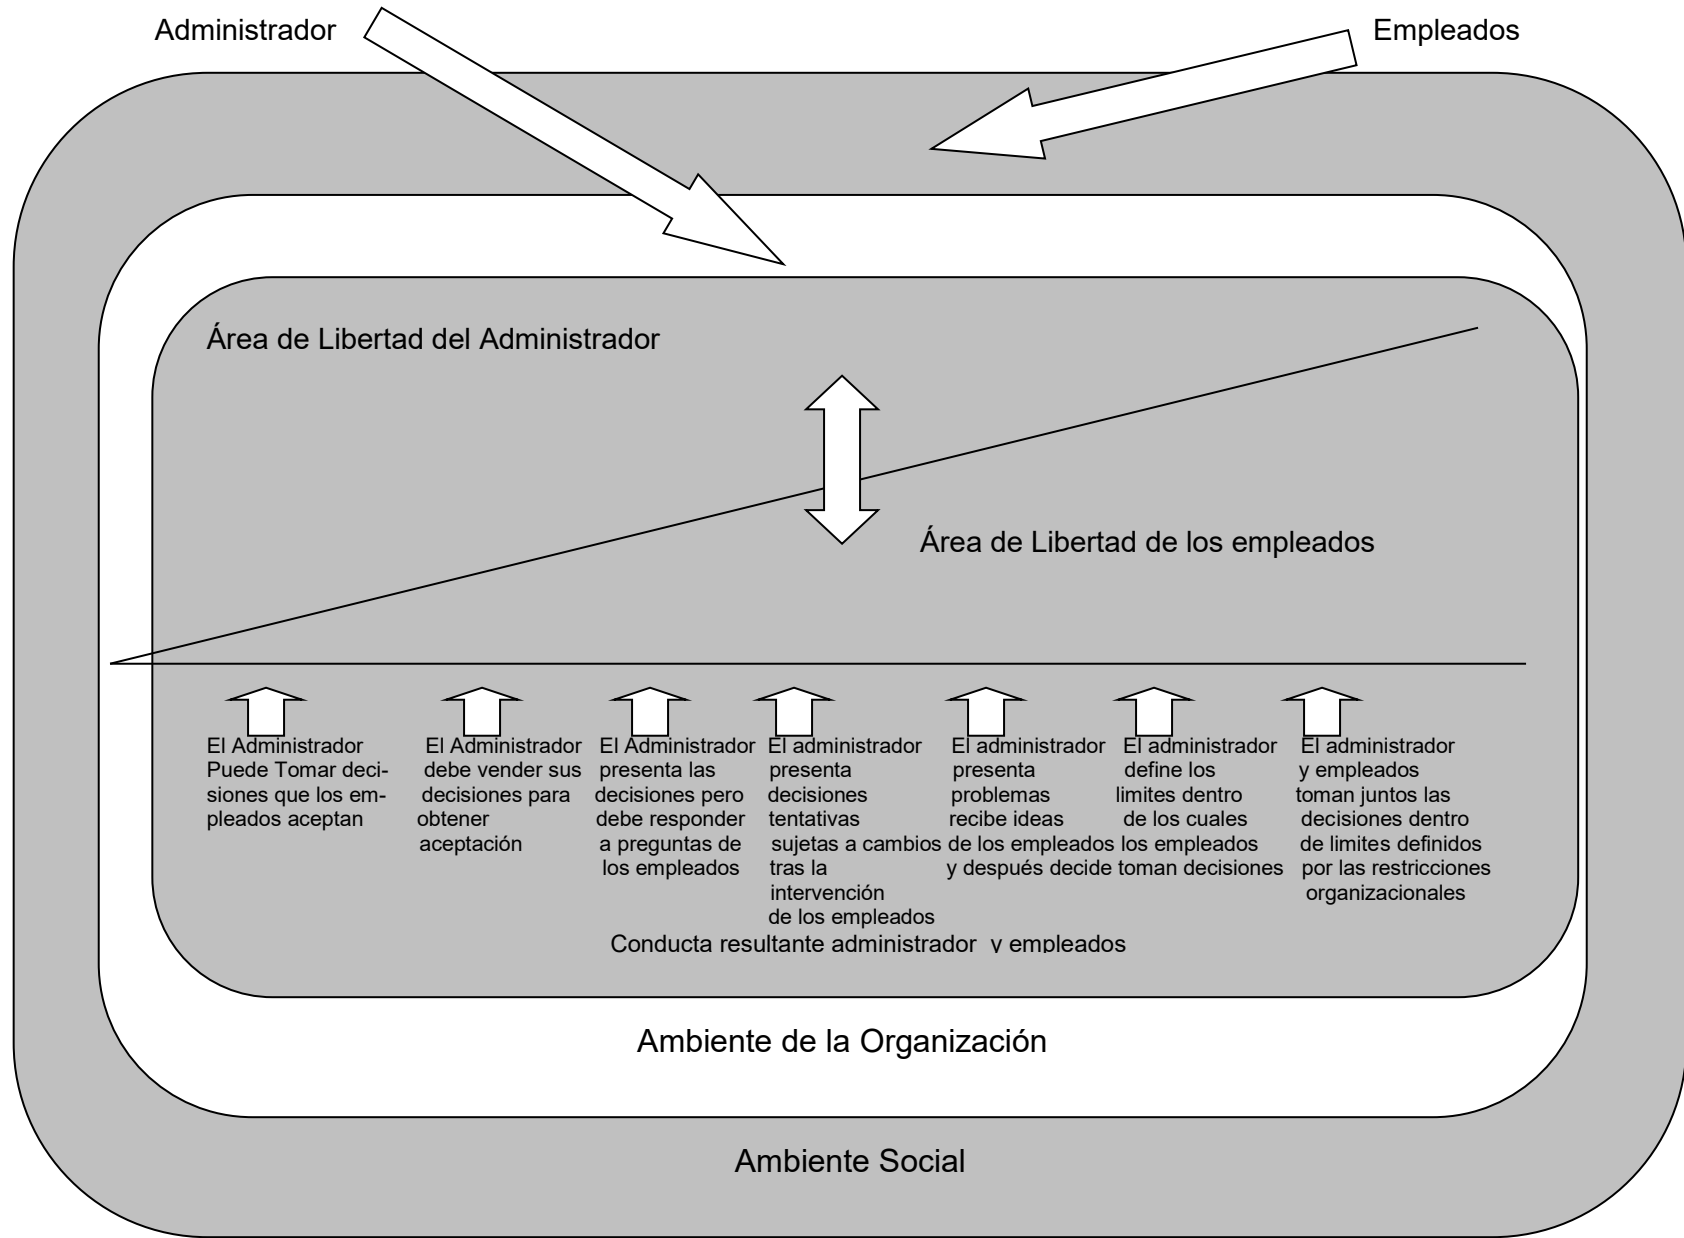 Administrador
Empleados
Área de Libertad del Administrador
Área de Libertad de los empleados
El Administrador
Puede Tomar deci-
siones que los em-
pleados aceptan
El Administrador
debe vender sus
decisiones para
obtener
aceptación
El Administrador
presenta las
decisiones pero
debe responder
a preguntas de
los empleados
El administrador
presenta
decisiones
tentativas
sujetas a cambios
tras la
intervención
de los empleados
El administrador
presenta
problemas
recibe ideas
de los empleados
y después decide
El administrador
define los
limites dentro
de los cuales
los empleados
toman decisiones
El administrador
y empleados
toman juntos las
decisiones dentro
de limites definidos
por las restricciones
organizacionales
Conducta resultante administrador y empleados
Ambiente de la Organización
Ambiente Social